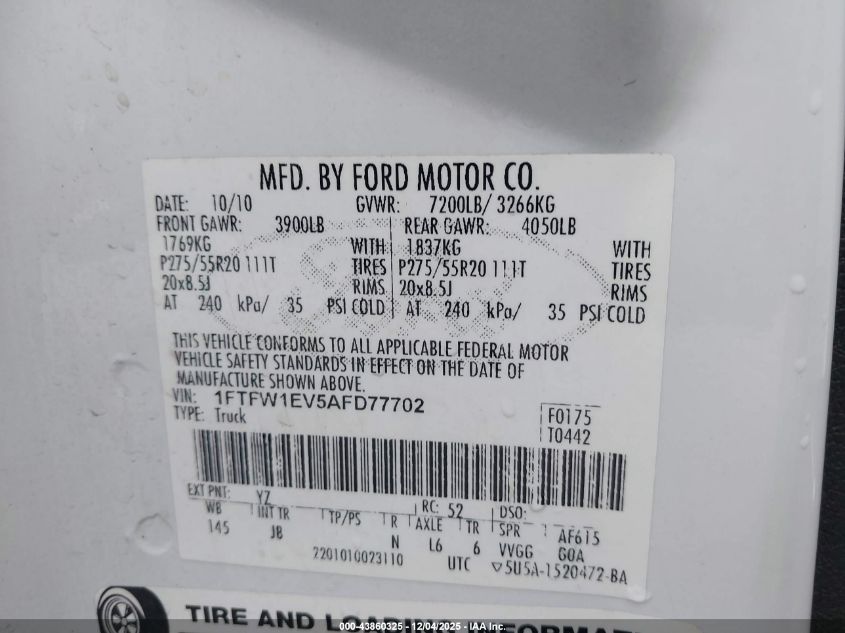 MFD. BY FORD MOTOR CO.
DATE: 10/10 GVWR: 7200LB/ 3266KG
FRONT GAWR: 3900LB REAR GAWR: 4050LB
1769KG WITH 1837KG WITH
P275/55R20 111T TIRES P275/55R20 111T TIRES
20x8.5J RIMS 20x8.5J RIMS
AT 240 kPa/ 35 PSI COLD AT 240 kPa/ 35 PSI COLD
THIS VEHICLE CONFORMS TO ALL APPLICABLE FEDERAL MOTOR
VEHICLE SAFETY STANDARDS IN EFFECT ON THE DATE OF
MANUFACTURE SHOWN ABOVE.
VIN: 1FTFW1EV5AFD77702
TYPE: Truck
F0175
T0442
EXT PNT: YZ RC: 52 DSO:
WB INT TR TP/PS R AXLE TR SPR AF615
145 JB N L6 6 VVGG GOA
2201010023110 UTC ▽5U5A-1520472-BA
TIRE AND
000-43860325 - 12/04/2025 - IAA Inc.